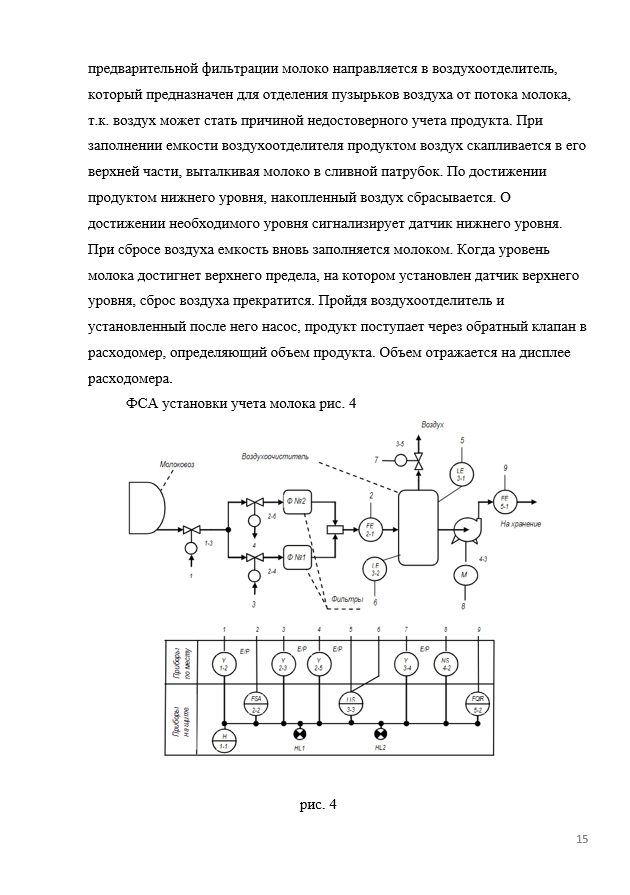 предварительной фильтрации молоко направляется в воздухоотделитель,
который предназначен для отделения пузырьков воздуха от потока молока,
т.к. воздух может стать причиной недостоверного учета продукта. При
заполнении емкости воздухоотделителя продуктом воздух скапливается в его
верхней части, выталкивая молоко в сливной патрубок. По достижении
продуктом нижнего уровня, накопленный воздух сбрасывается. О
достижении необходимого уровня сигнализирует датчик нижнего уровня.
При сбросе воздуха емкость вновь заполняется молоком. Когда уровень
молока достигнет верхнего предела, на котором установлен датчик верхнего
уровня, сброс воздуха прекратится. Пройдя воздухоотделитель и
установленный после него насос, продукт поступает через обратный клапан в
расходомер, определяющий объем продукта. Объем отражается на дисплее
расходомера.
ФСА установки учета молока рис. 4
Воздух
3-5
5
Воздухоочиститель
7
Молоковоз
LE
3-1
9
Ф №2
2
FE
5-1
2-6
На хранение
1-3
4
FE
2-1
Ф №1
4-3
LE
3-2
М
1
2-4
Фильтры
3
6
8
1 2 3 4 5 6 7 8 9
Приборы
по месту
Y
1-2
E/P
Y
2-3
E/P
Y
2-5
E/P
Y
3-4
E/P
NS
4-2
Приборы
на щите
FSA
2-2
LIS
3-3
FQIR
5-2
H
1-1
HL1
HL2
рис. 4
15